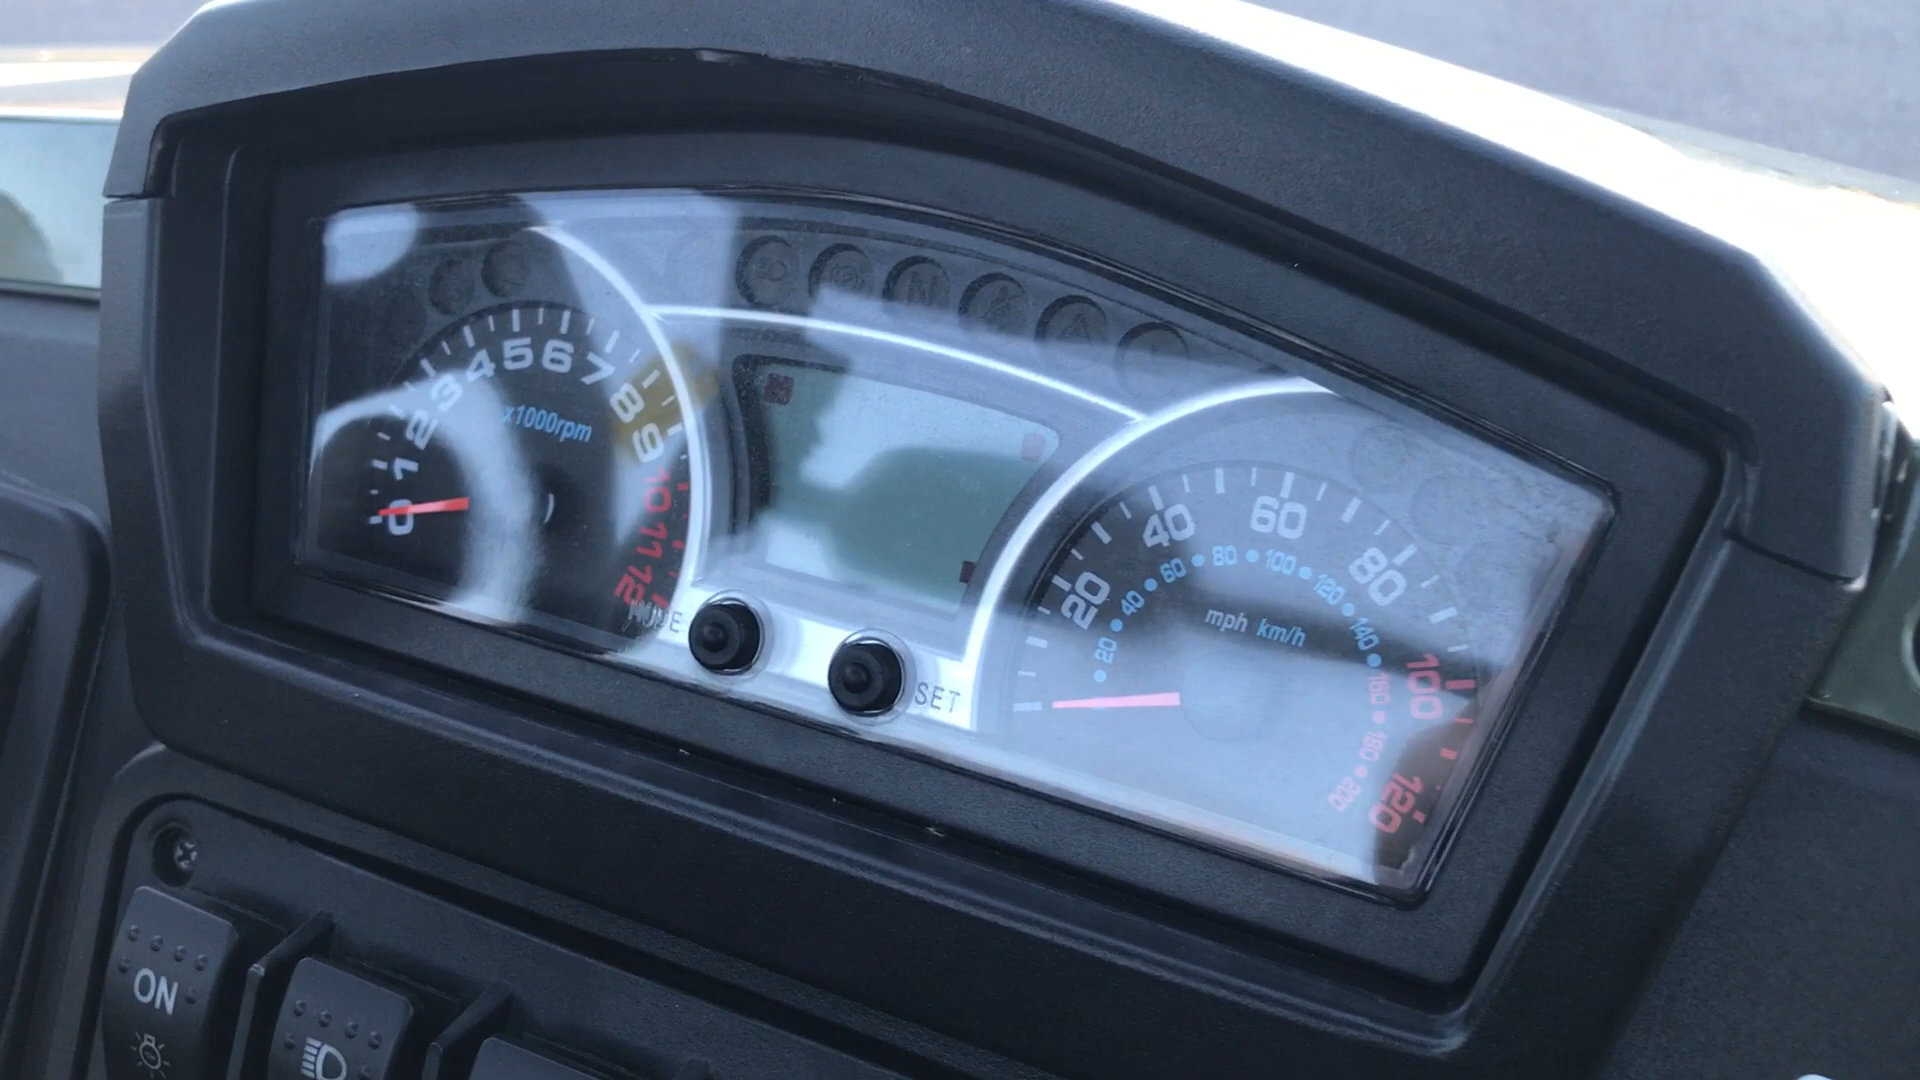 N
0 1 2 3 4 5 6 7 8 9 10 11 12
x1000rpm
MODE
SET
20 40 60 80 100 120
20 40 60 80 100 120 140 160 180 200
mph km/h
ON